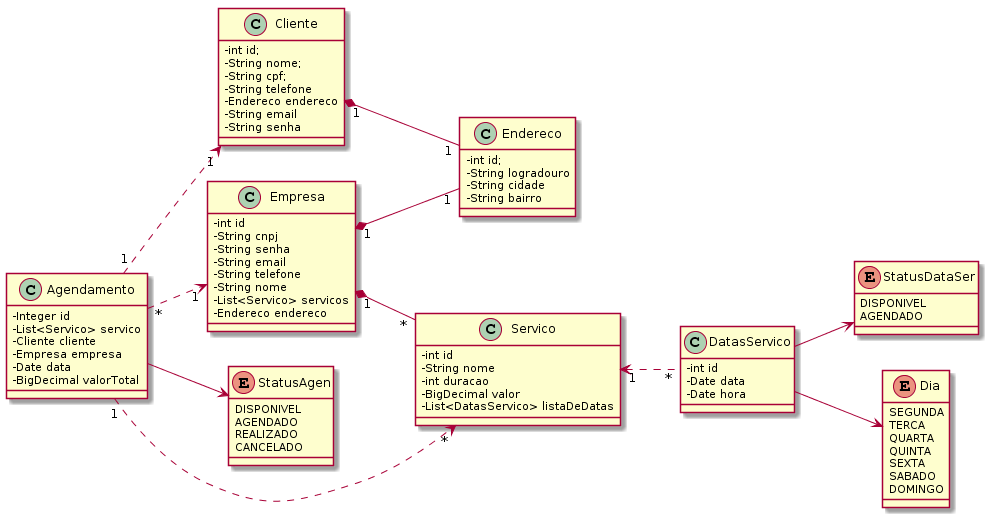 C Cliente
-int id;
-String nome;
-String cpf;
-String telefone
-Endereco endereco
-String email
-String senha
1
1
C Endereco
-int id;
-String logradouro
-String cidade
-String bairro
1
1
1
1
C Empresa
-int id
-String cnpj
-String senha
-String email
-String telefone
-String nome
-List<Servico> servicos
-Endereco endereco
1
1
*
C Agendamento
-Integer id
-List<Servico> servico
-Cliente cliente
-Empresa empresa
-Date data
-BigDecimal valorTotal
*
1
E StatusAgen
DISPONIVEL
AGENDADO
REALIZADO
CANCELADO
C Servico
-int id
-String nome
-int duracao
-BigDecimal valor
-List<DatasServico> listaDeDatas
*
1
*
C DatasServico
-int id
-Date data
-Date hora
E StatusDataSer
DISPONIVEL
AGENDADO
E Dia
SEGUNDA
TERCA
QUARTA
QUINTA
SEXTA
SABADO
DOMINGO